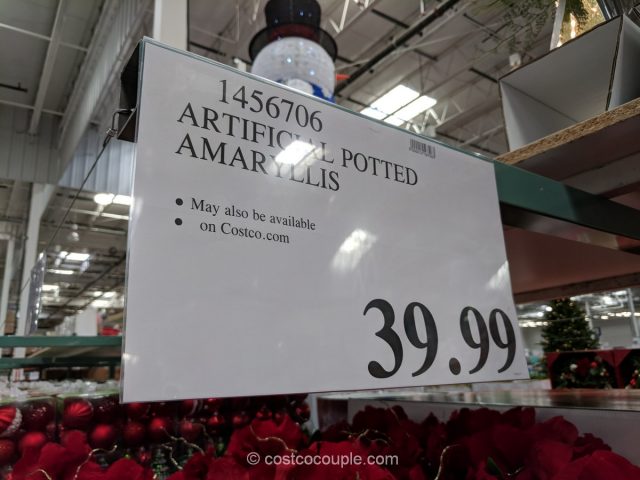 1456706
ARTIFICIAL POTTED
AMARYLLIS
• May also be available
• on Costco.com
39.99
© costcocouple.com